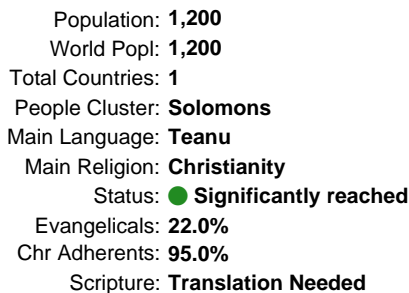 Population: 1,200
World Popl: 1,200
Total Countries: 1
People Cluster: Solomons
Main Language: Teanu
Main Religion: Christianity
Status: Significantly reached
Evangelicals: 22.0%
Chr Adherents: 95.0%
Scripture: Translation Needed